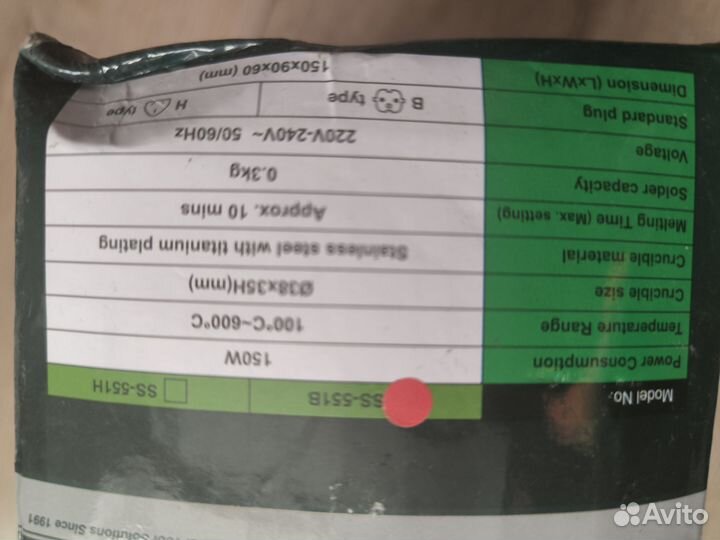 Tool Solutions Since 1991
Model No. SS-551B SS-551H
Power Consumption 150W
Temperature Range 100°C~600°C
Crucible size Ø38x35H(mm)
Crucible material Stainless steel with titanium plating
Melting Time (Max. setting) Approx. 10 mins
Solder capacity 0.3kg
Voltage 220V-240V~ 50/60Hz
Standard plug B type H type
Dimension (LxWxH) 150x90x60 (mm)
Avito